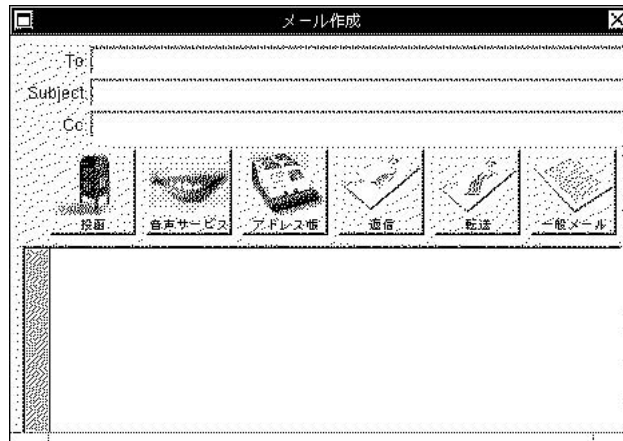 メール作成
To:
Subject:
Cc:
投函 音声サービス アドレス帳 返信 転送 一般メール